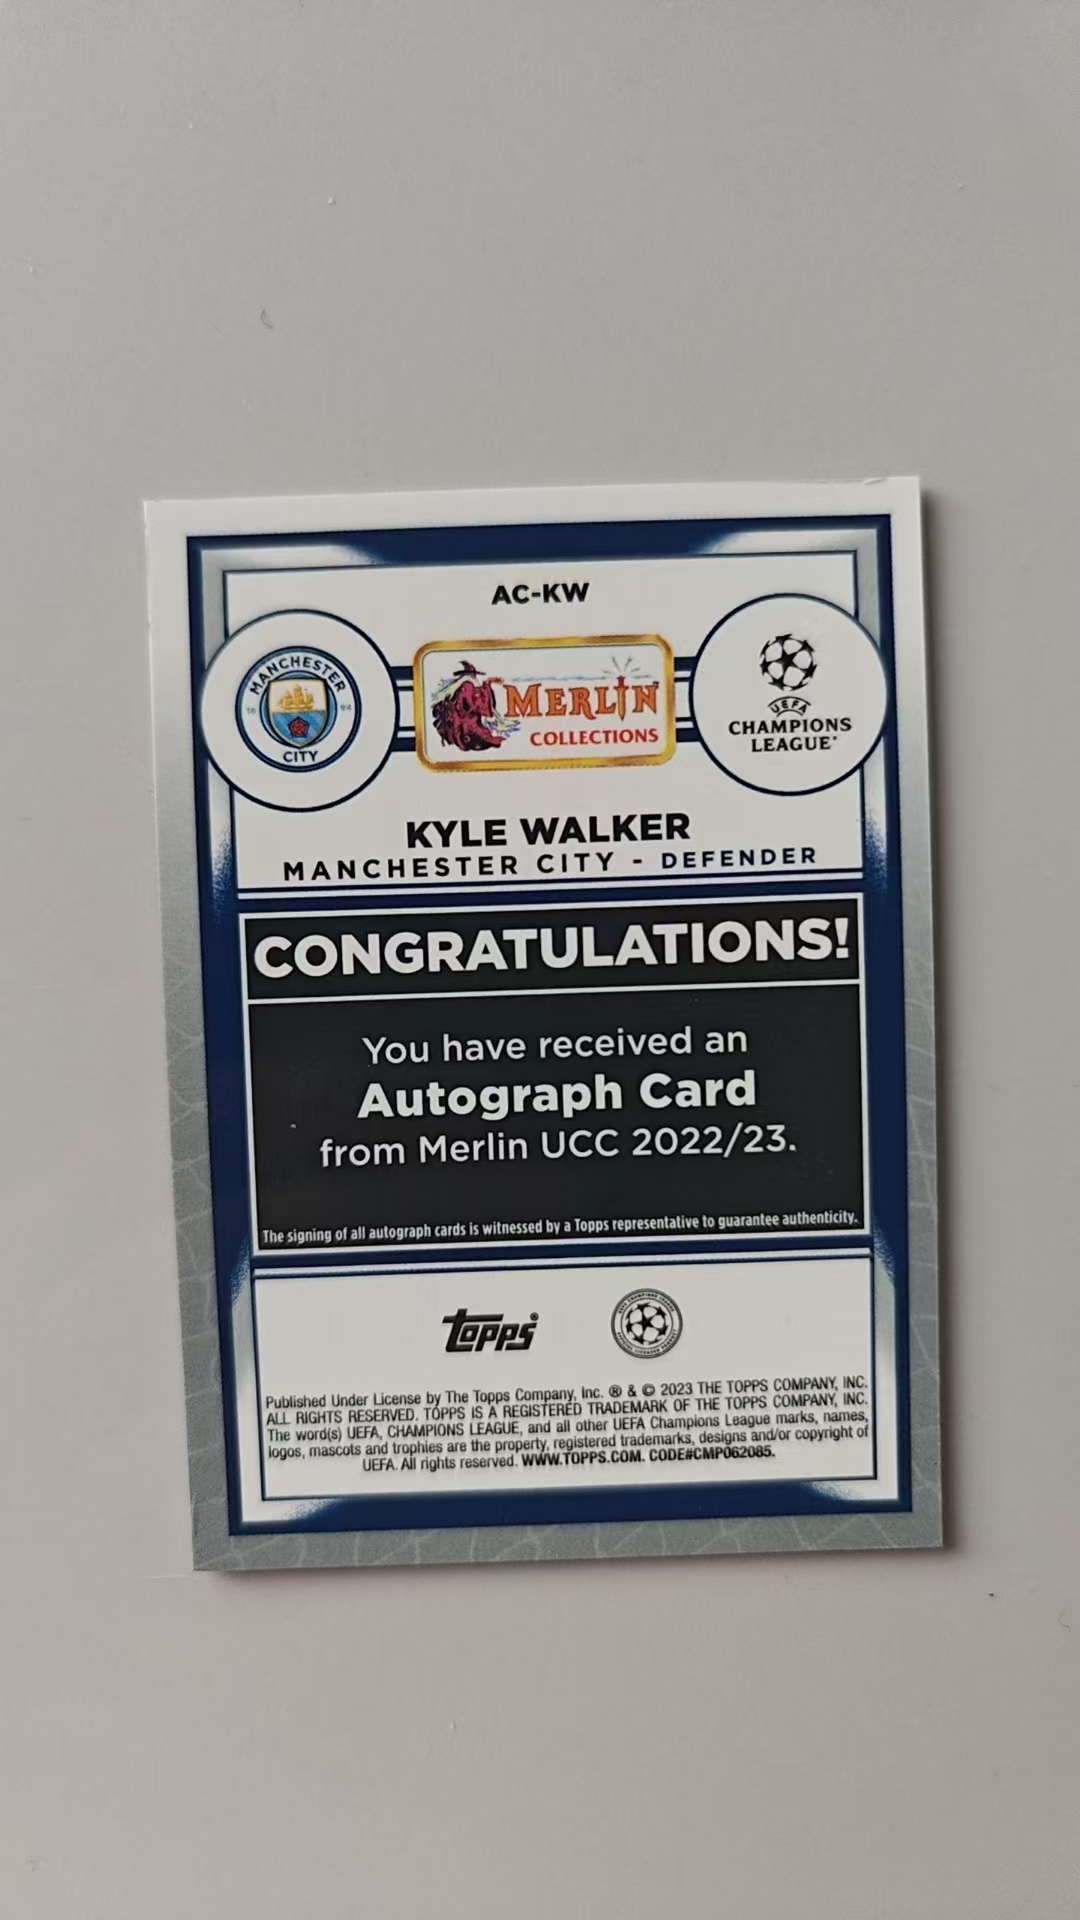 AC-KW
MANCHESTER
18 94
CITY
MERLIN
COLLECTIONS
UEFA
CHAMPIONS
LEAGUE
KYLE WALKER
MANCHESTER CITY - DEFENDER
CONGRATULATIONS!
You have received an
Autograph Card
from Merlin UCC 2022/23.
The signing of all autograph cards is witnessed by a Topps representative to guarantee authenticity.
topps®
Published Under License by The Topps Company, Inc. ® & © 2023 THE TOPPS COMPANY, INC.
ALL RIGHTS RESERVED. TOPPS IS A REGISTERED TRADEMARK OF THE TOPPS COMPANY, INC.
The word(s) UEFA, CHAMPIONS LEAGUE, and all other UEFA Champions League marks, names,
logos, mascots and trophies are the property, registered trademarks, designs and/or copyright of
UEFA. All rights reserved. WWW.TOPPS.COM. CODE#CMP062085.